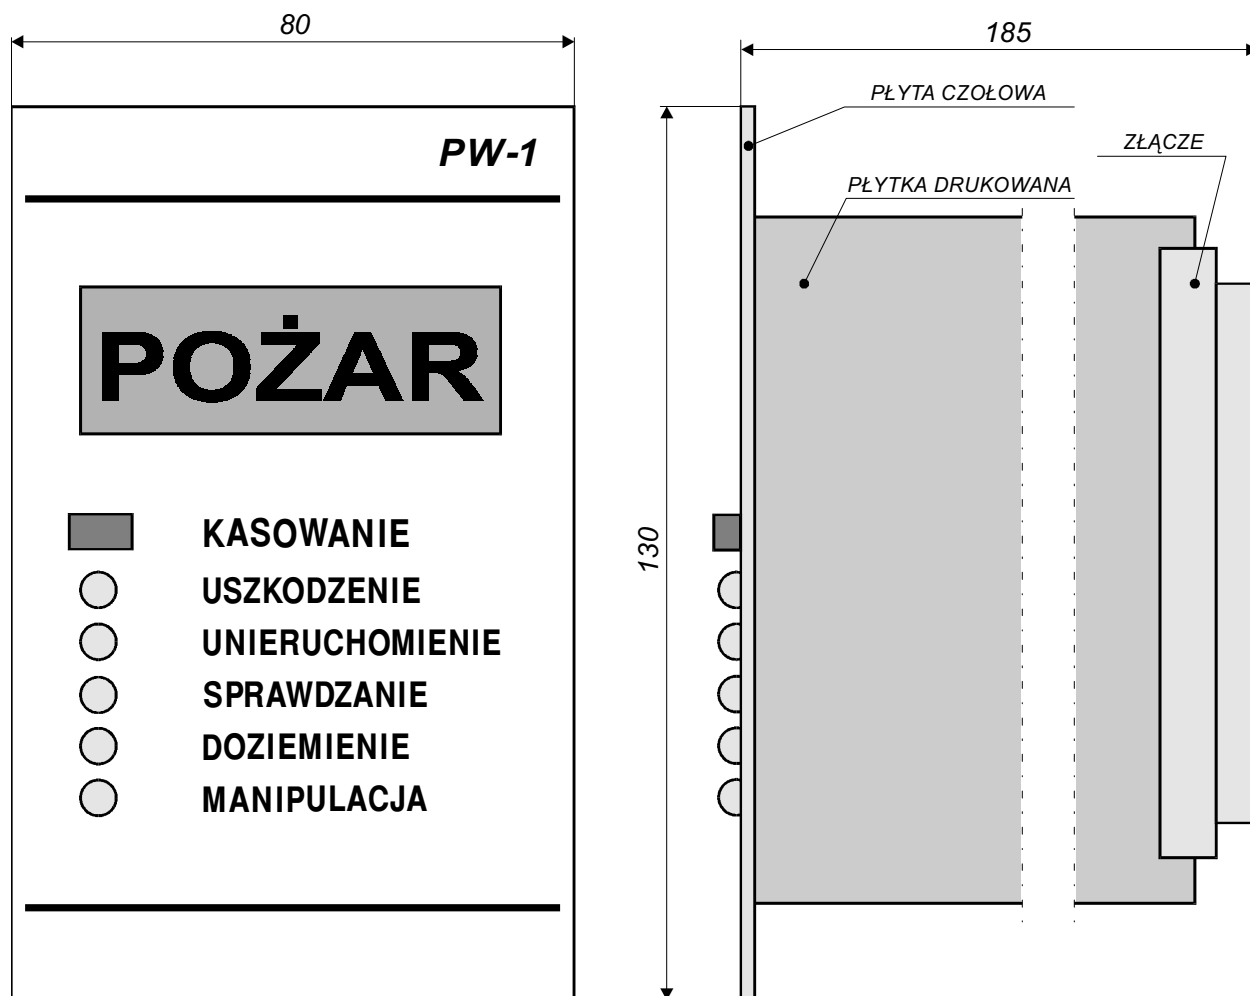 80
PW-1
POŻAR
KASOWANIE
USZKODZENIE
UNIERUCHOMIENIE
SPRAWDZANIE
DOZIEMIENIE
MANIPULACJA
185
PŁYTA CZOŁOWA
ZŁĄCZE
PŁYTKA DRUKOWANA
130